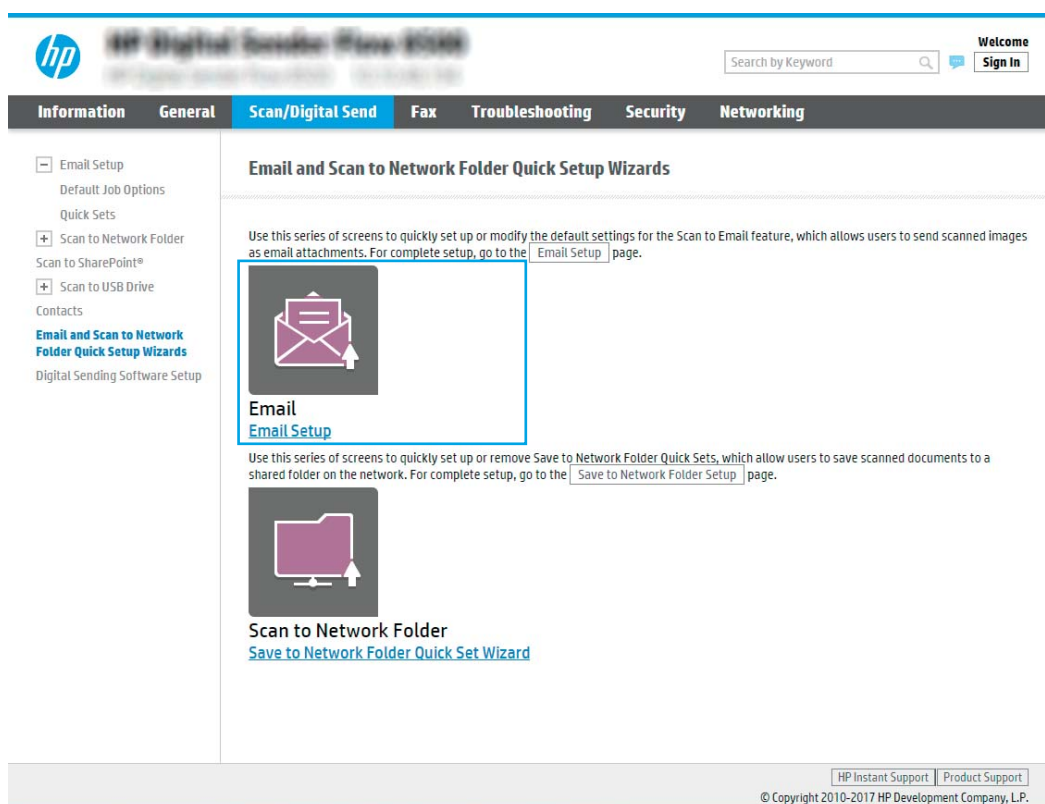 hp
Welcome
Search by Keyword
Sign In
Information General Scan/Digital Send Fax Troubleshooting Security Networking
Email Setup
Default Job Options
Quick Sets
Scan to Network Folder
Scan to SharePoint®
Scan to USB Drive
Contacts
Email and Scan to Network
Folder Quick Setup Wizards
Digital Sending Software Setup
Email and Scan to Network Folder Quick Setup Wizards
Use this series of screens to quickly set up or modify the default settings for the Scan to Email feature, which allows users to send scanned images
as email attachments. For complete setup, go to the Email Setup page.
Email
Email Setup
Use this series of screens to quickly set up or remove Save to Network Folder Quick Sets, which allow users to save scanned documents to a
shared folder on the network. For complete setup, go to the Save to Network Folder Setup page.
Scan to Network Folder
Save to Network Folder Quick Set Wizard
HP Instant Support Product Support
© Copyright 2010-2017 HP Development Company, L.P.